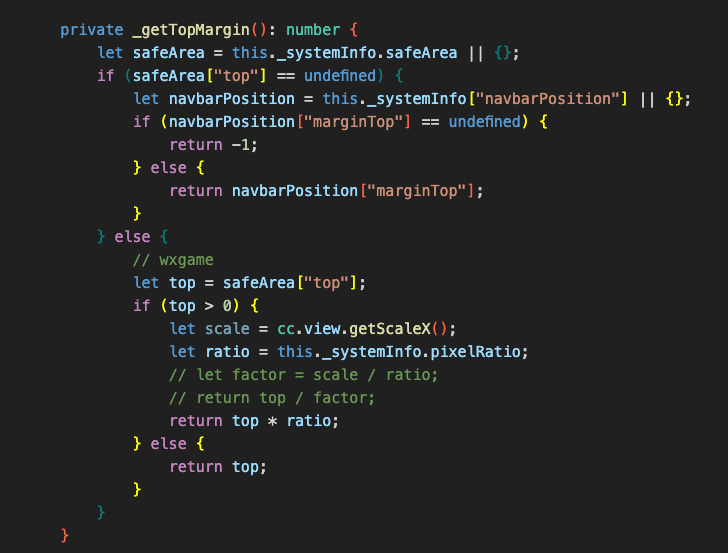 private _getTopMargin(): number {
let safeArea = this._systemInfo.safeArea || {};
if (safeArea["top"] == undefined) {
let navbarPosition = this._systemInfo["navbarPosition"] || {};
if (navbarPosition["marginTop"] == undefined) {
return -1;
} else {
return navbarPosition["marginTop"];
}
} else {
// wxgame
let top = safeArea["top"];
if (top > 0) {
let scale = cc.view.getScaleX();
let ratio = this._systemInfo.pixelRatio;
// let factor = scale / ratio;
// return top / factor;
return top * ratio;
} else {
return top;
}
}
}